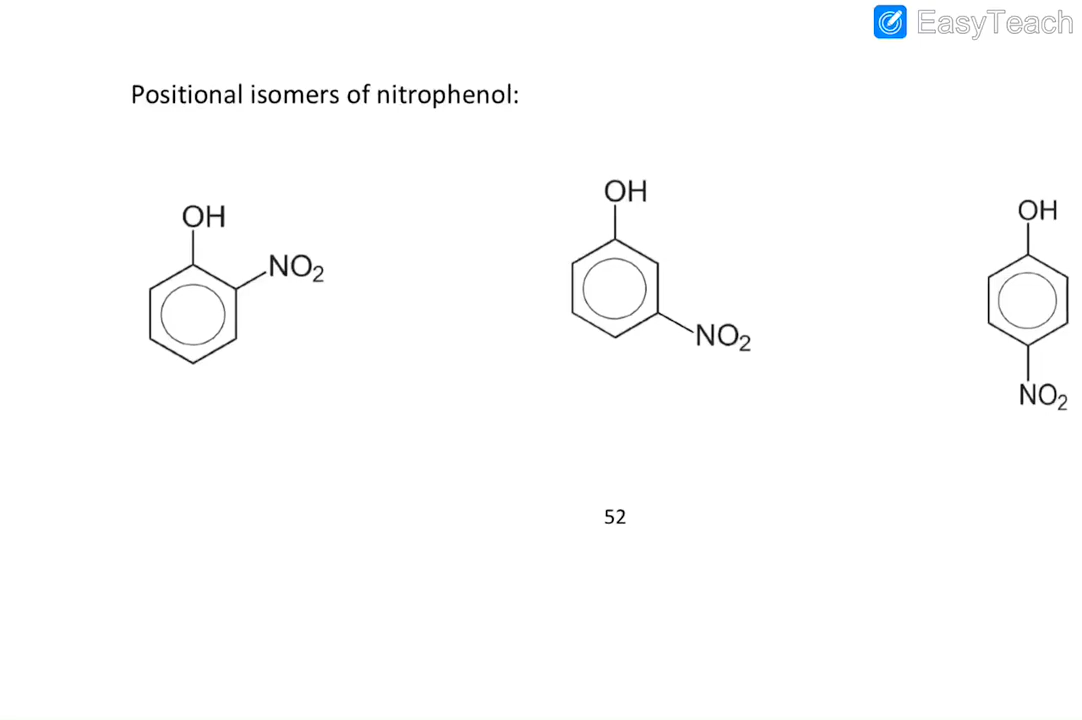 EasyTeach
Positional isomers of nitrophenol:
OH
NO₂
OH
NO₂
OH
NO₂
52